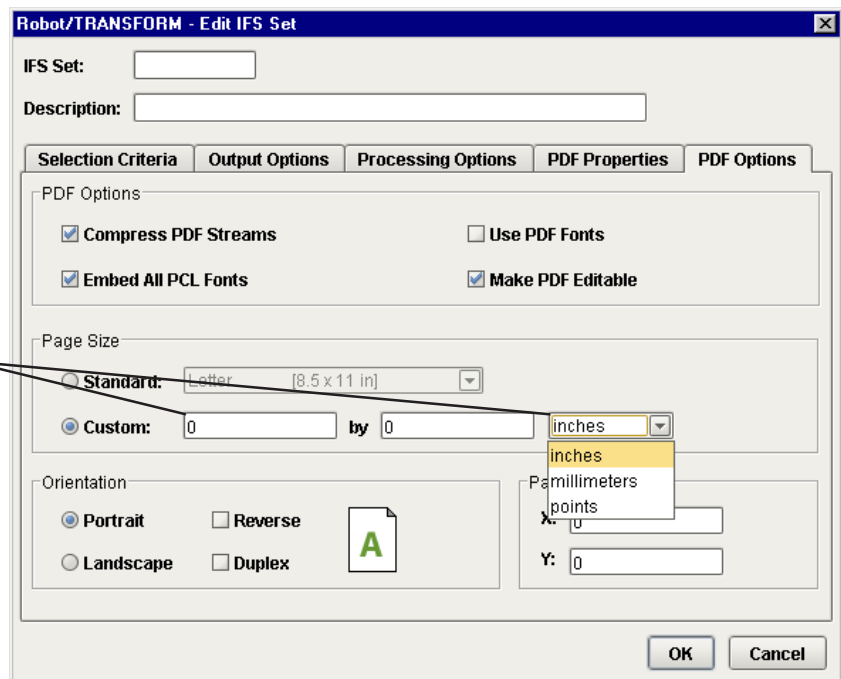 Robot/TRANSFORM - Edit IFS Set
IFS Set:
Description:
Selection Criteria Output Options Processing Options PDF Properties PDF Options
PDF Options
Compress PDF Streams Use PDF Fonts
Embed All PCL Fonts Make PDF Editable
Page Size
Standard: Letter [8.5 x 11 in]
Custom: 0 by 0 inches
inches
millimeters
points
Orientation
Portrait Reverse
Landscape Duplex
A
X: 0
Y: 0
OK Cancel